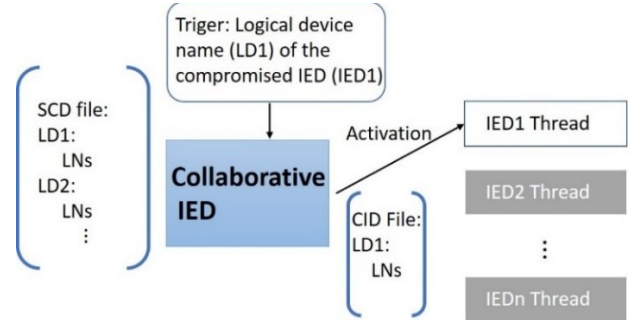 Triger: Logical device
name (LD1) of the
compromised IED (IED1)
SCD file:
LD1:
LNs
LD2:
LNs
⋮
Collaborative
IED
Activation
CID File:
LD1:
LNs
IED1 Thread
IED2 Thread
⋮
IEDn Thread